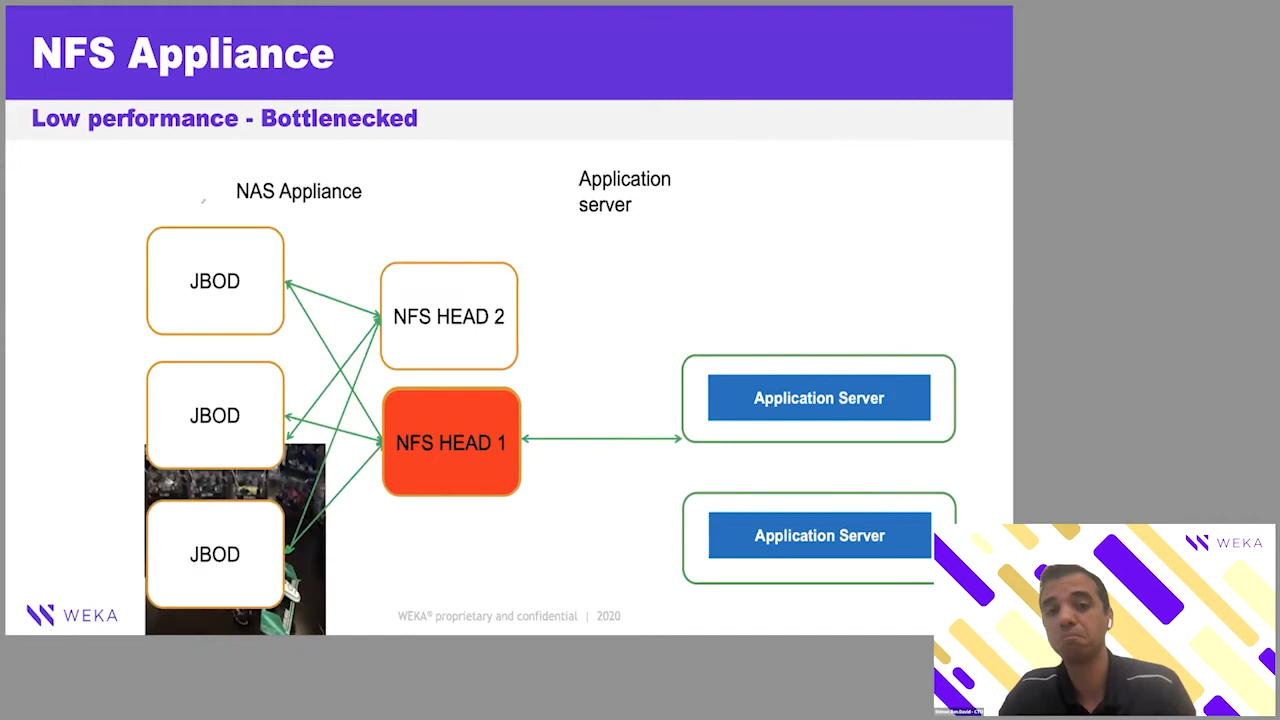 NFS Appliance
Low performance - Bottlenecked
NAS Appliance
Application
server
JBOD
NFS HEAD 2
JBOD
Application Server
NFS HEAD 1
JBOD
Application Server
WEKA
WEKA
WEKA® proprietary and confidential | 2020